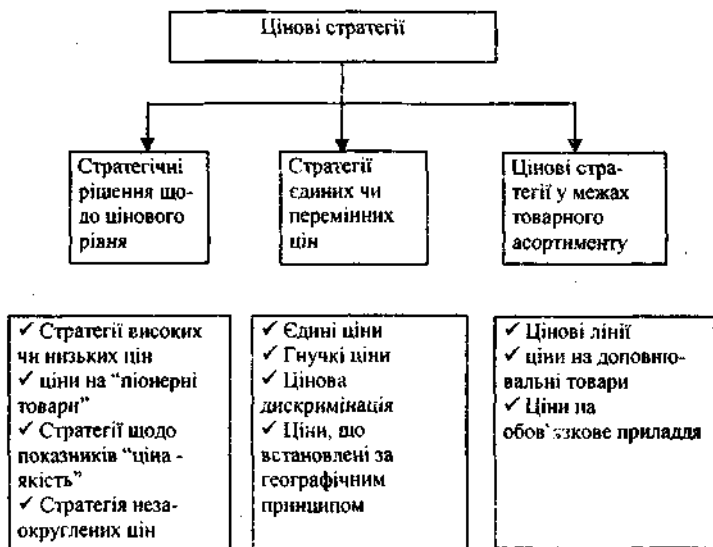 Цінові стратегії
Стратегічні
рішення що-
до цінового
рівня
Стратегії
єдиних чи
перемінних
цін
Цінові стра-
тегії у межах
товарного
асортименту
✓ Стратегії високих
чи низьких цін
✓ ціни на “піонерні
товари”
✓ Стратегії щодо
показників “ціна -
якість”
✓ Стратегія неза-
округлених цін
✓ Єдині ціни
✓ Гнучкі ціни
✓ Цінова
дискримінація
✓ Ціни, що
встановлені за
географічним
принципом
✓ Цінові лінії
✓ ціни на доповню-
вальні товари
✓ Ціни на
обов'язкове приладдя